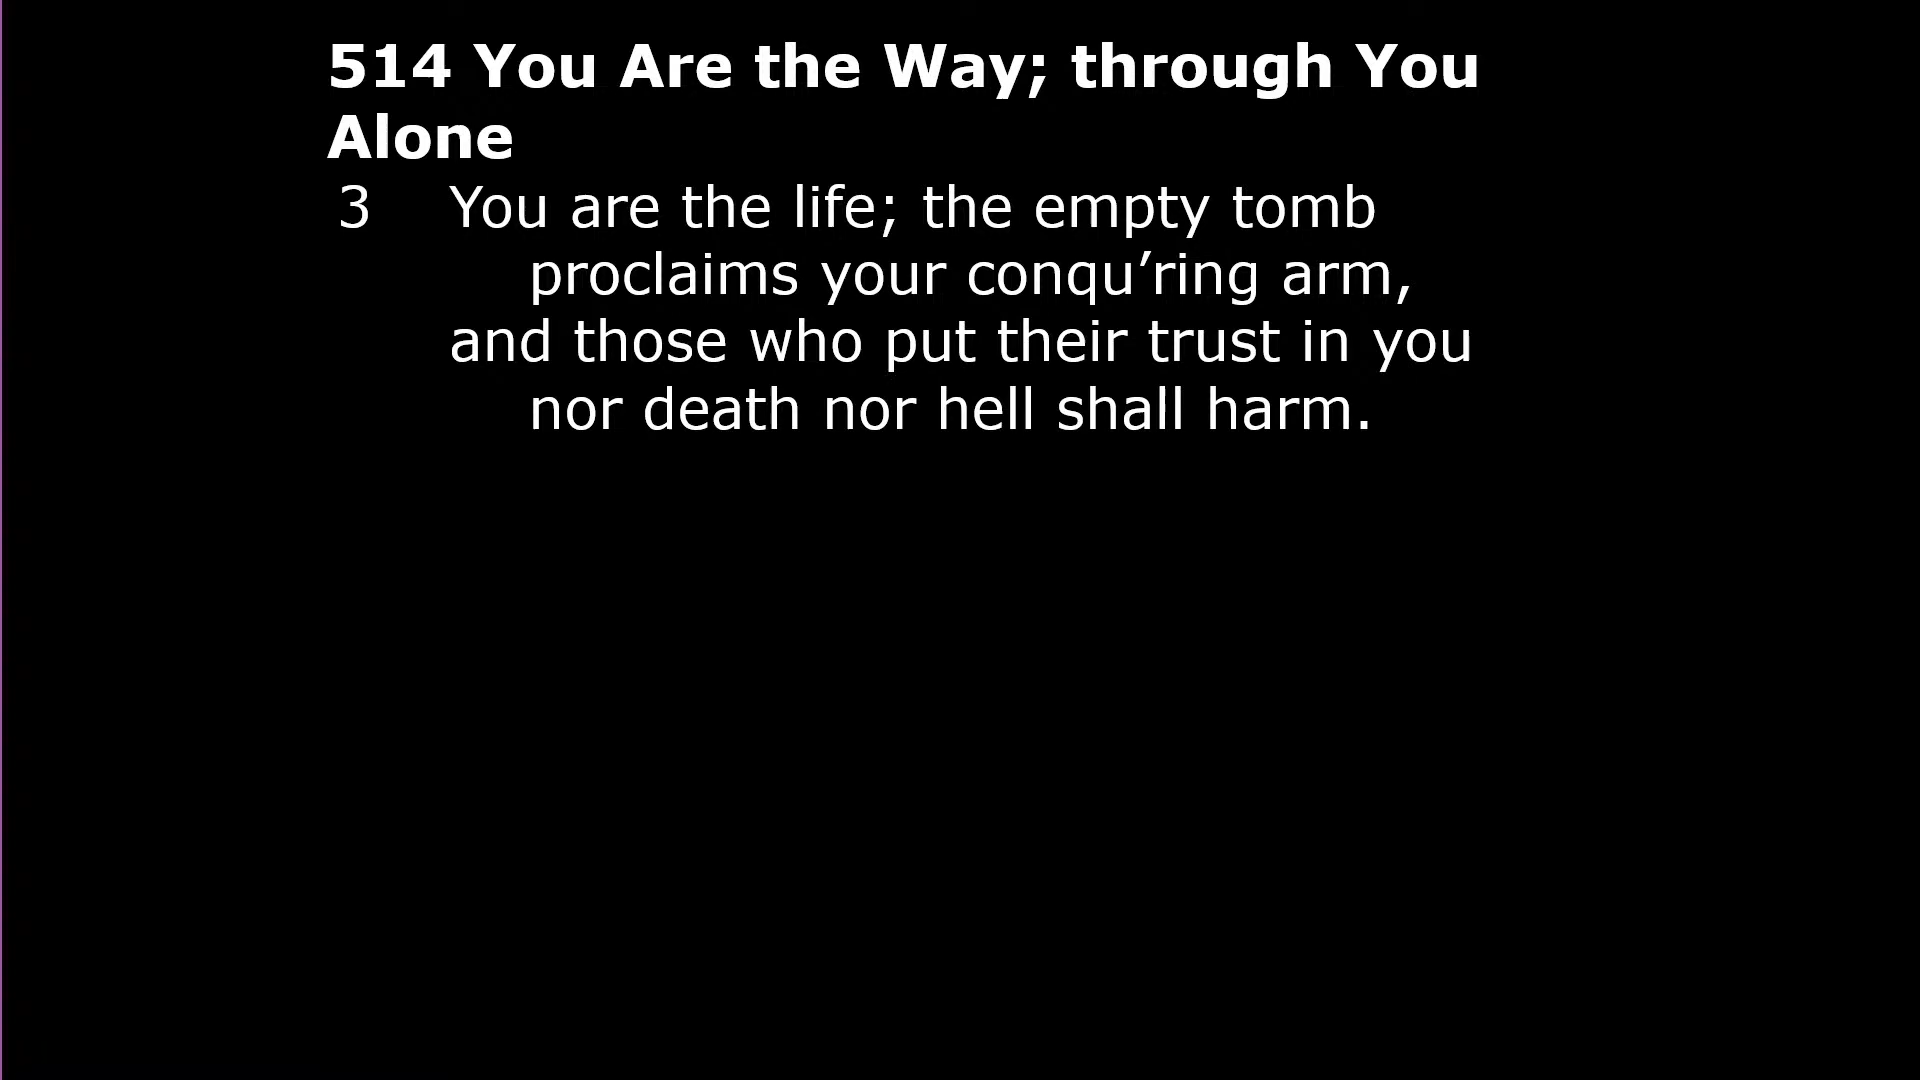 514 You Are the Way; through You
Alone
3 You are the life; the empty tomb
proclaims your conqu’ring arm,
and those who put their trust in you
nor death nor hell shall harm.